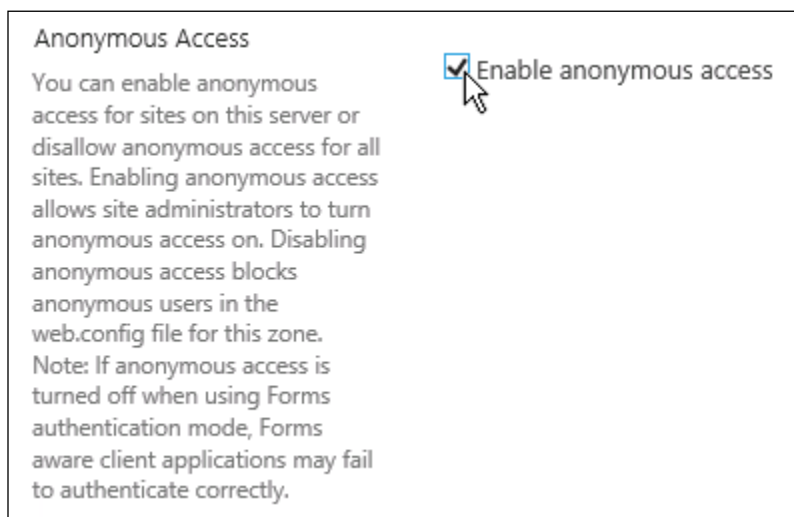 Anonymous Access
Enable anonymous access
You can enable anonymous
access for sites on this server or
disallow anonymous access for all
sites. Enabling anonymous access
allows site administrators to turn
anonymous access on. Disabling
anonymous access blocks
anonymous users in the
web.config file for this zone.
Note: If anonymous access is
turned off when using Forms
authentication mode, Forms
aware client applications may fail
to authenticate correctly.